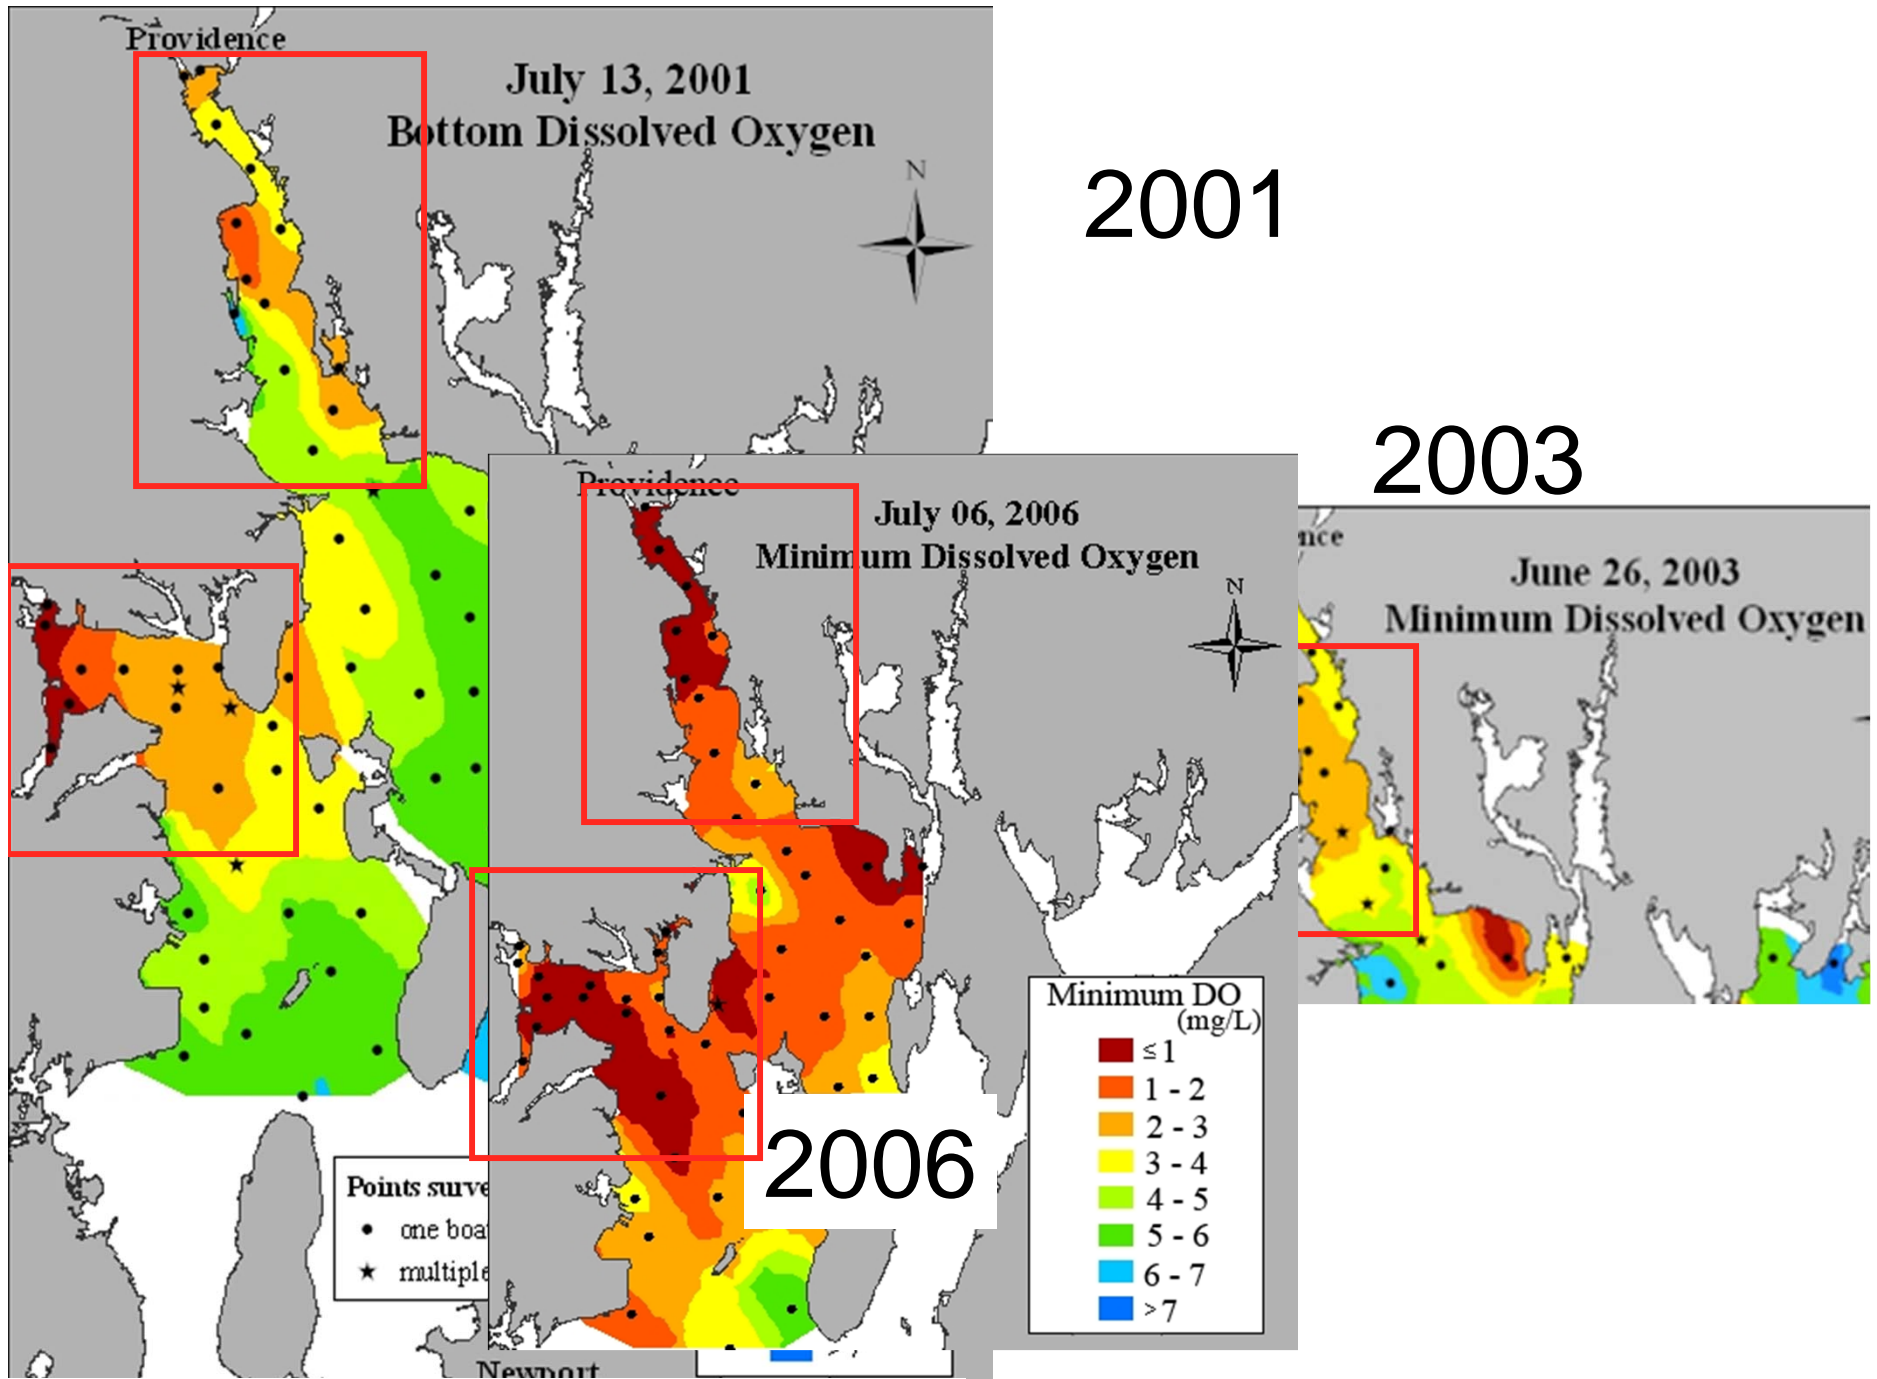 Providence
July 13, 2001
Bottom Dissolved Oxygen
N
2001
2003
Providence
July 06, 2006
Minimum Dissolved Oxygen
N
nce
June 26, 2003
Minimum Dissolved Oxygen
Minimum DO
(mg/L)
≤ 1
1 - 2
2 - 3
3 - 4
4 - 5
5 - 6
6 - 7
>7
2006
Points surve
one boa
multiple
Newport